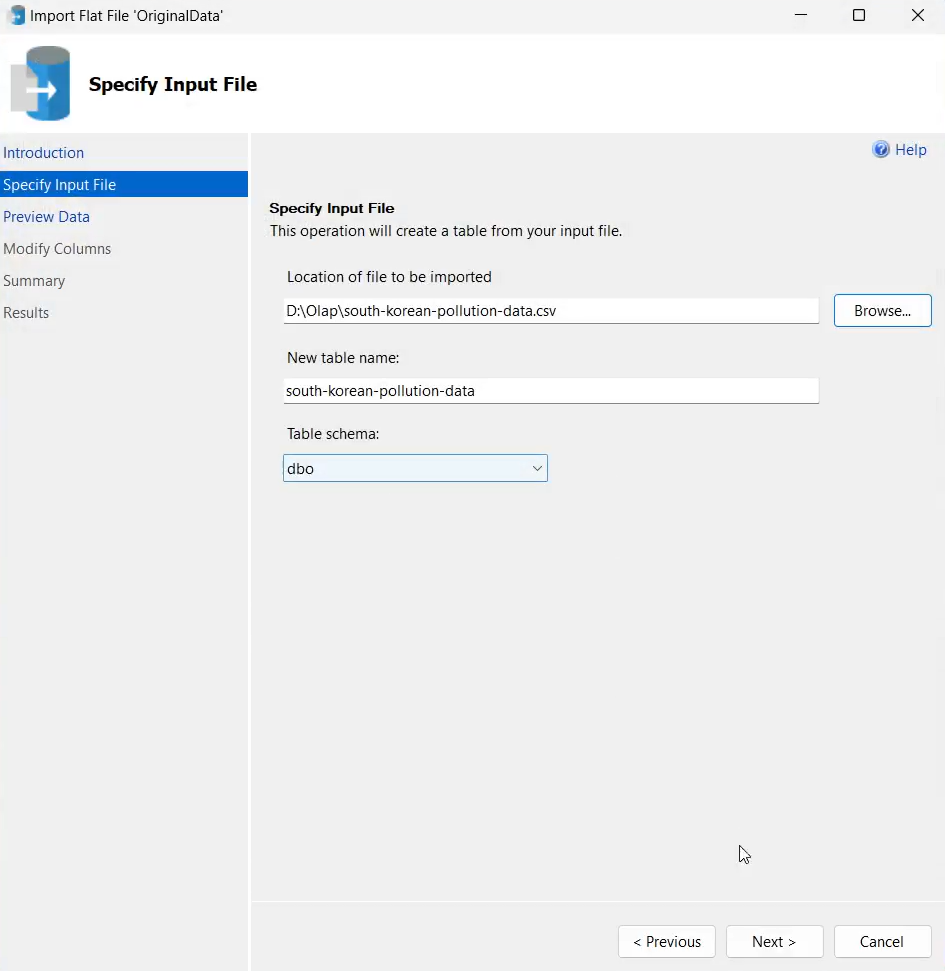 Import Flat File 'OriginalData'
Specify Input File
Introduction
Specify Input File
Preview Data
Modify Columns
Summary
Results
Help
Specify Input File
This operation will create a table from your input file.
Location of file to be imported
D:\Olap\south-korean-pollution-data.csv
Browse...
New table name:
south-korean-pollution-data
Table schema:
dbo
< Previous
Next >
Cancel